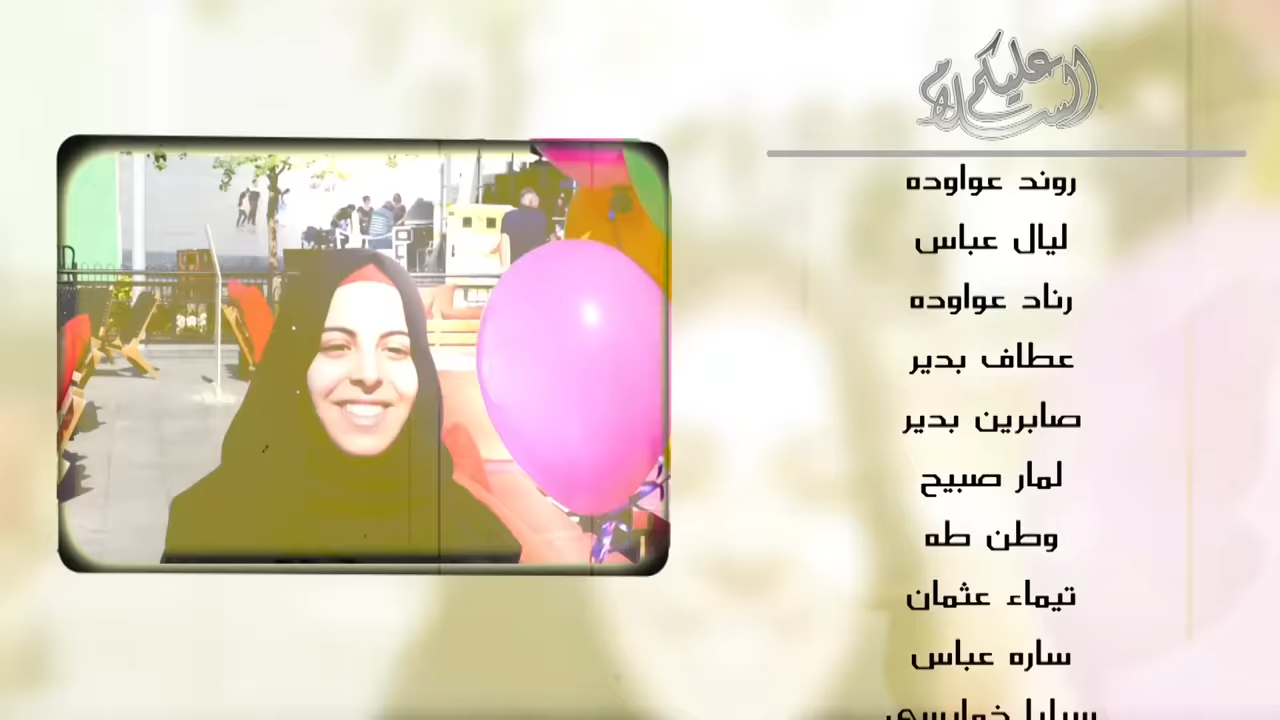 السلام عليكم
روند عواوده
ليال عباس
رناد عواوده
عطاف بدير
صابرين بدير
لمار صبيح
وطن طه
تيماء عثمان
ساره عباس